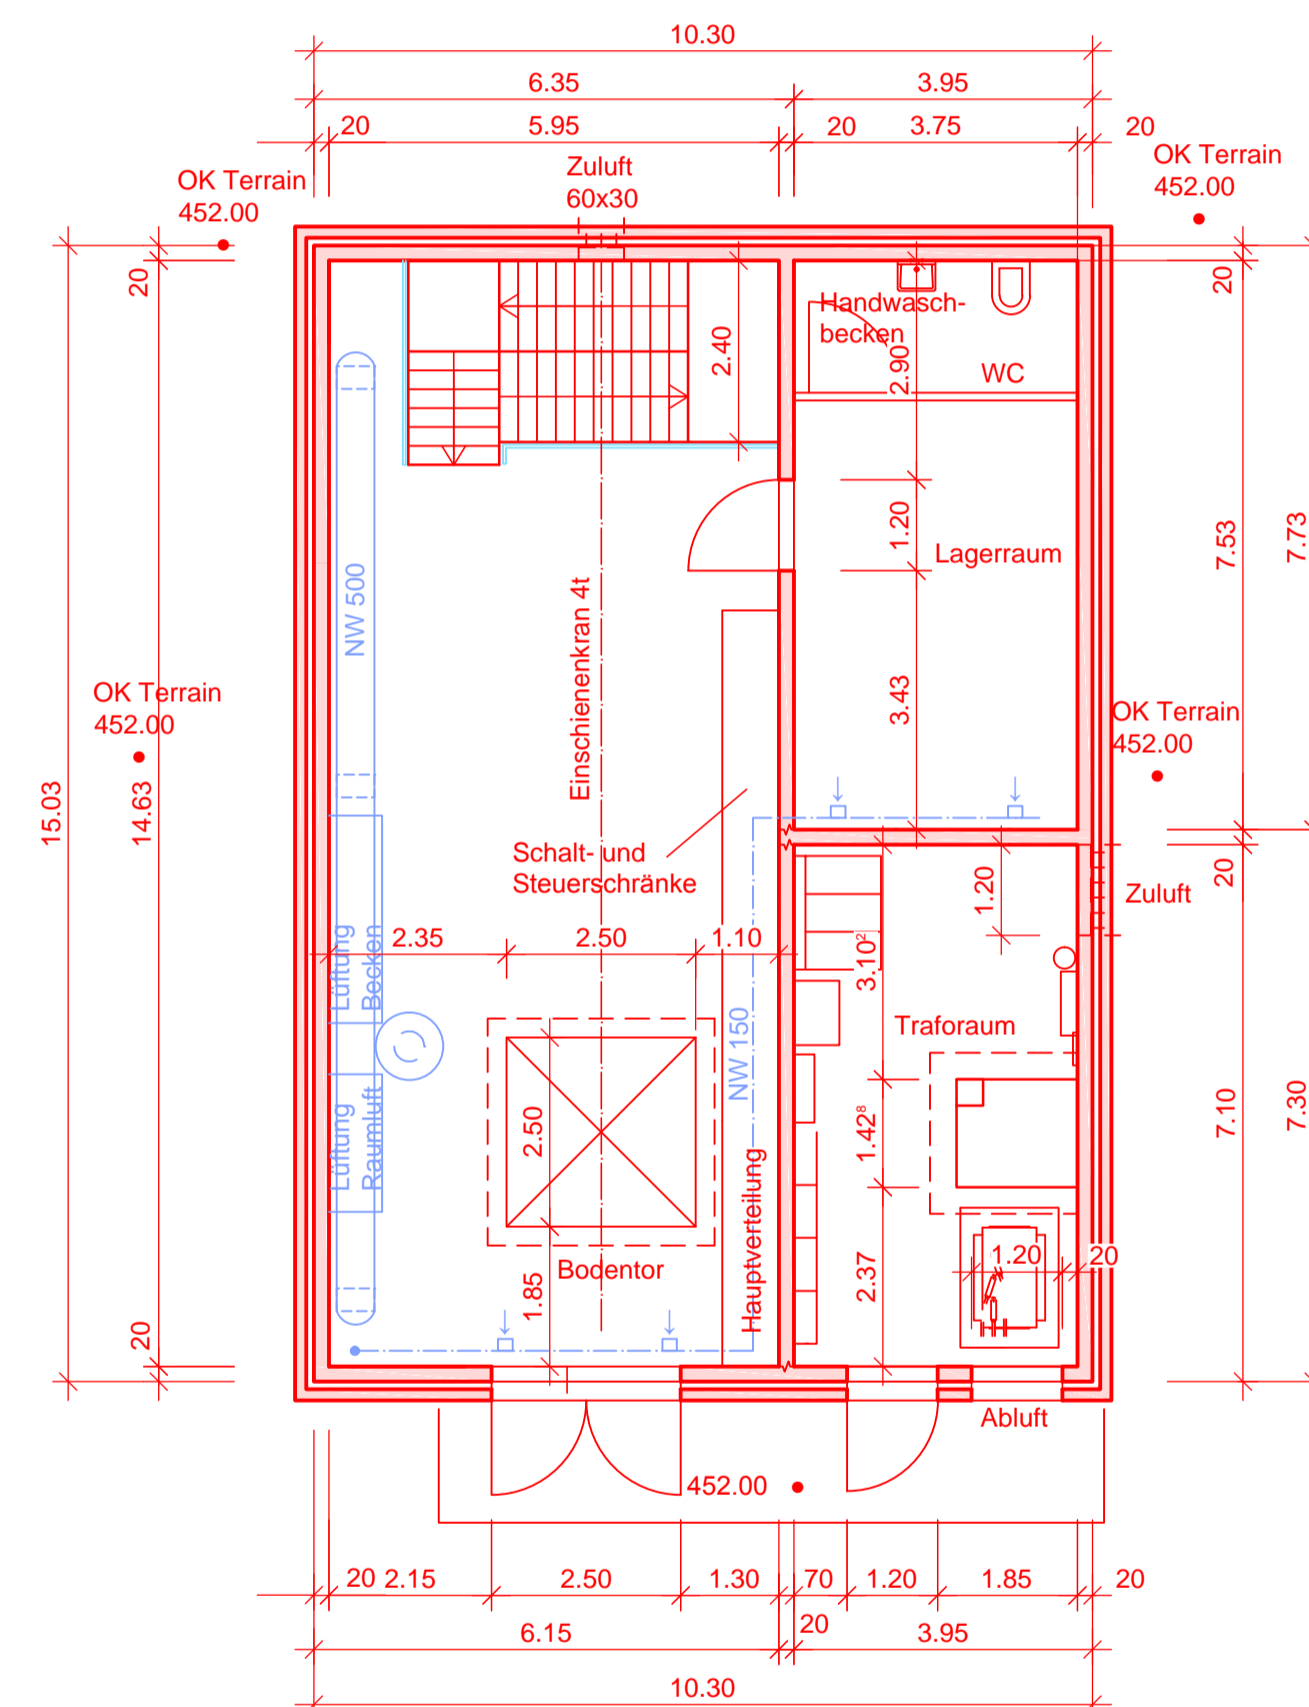 10.30
6.35
3.95
20
5.95
20
3.75
20
Zuluft
60x30
OK Terrain
452.00
OK Terrain
452.00
20
20
Handwasch-
becken
2.40
2.90
WC
NW 500
Einschienenkran 4t
1.20
Lagerraum
7.53
7.73
3.43
OK Terrain
452.00
OK Terrain
452.00
15.03
14.63
Schalt- und
Steuerschränke
1.20
20
Zuluft
2.35
2.50
1.10
3.10²
Lüftung
Becken
Traforaum
NW 150
2.50
1.42⁸
7.10
7.30
Lüftung
Raumluft
Hauptverteilung
Bodentor
1.85
2.37
1.20
20
20
Abluft
452.00
20
2.15
2.50
1.30
70
1.20
1.85
20
6.15
20
3.95
10.30